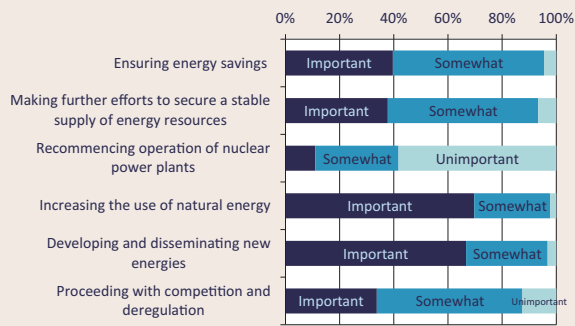 0% 20% 40% 60% 80% 100%
Ensuring energy savings
Important Somewhat
Making further efforts to secure a stable
supply of energy resources
Important Somewhat
Recommencing operation of nuclear
power plants
Somewhat Unimportant
Increasing the use of natural energy
Important Somewhat
Developing and disseminating new
energies
Important Somewhat
Proceeding with competition and
deregulation
Important Somewhat Unimportant